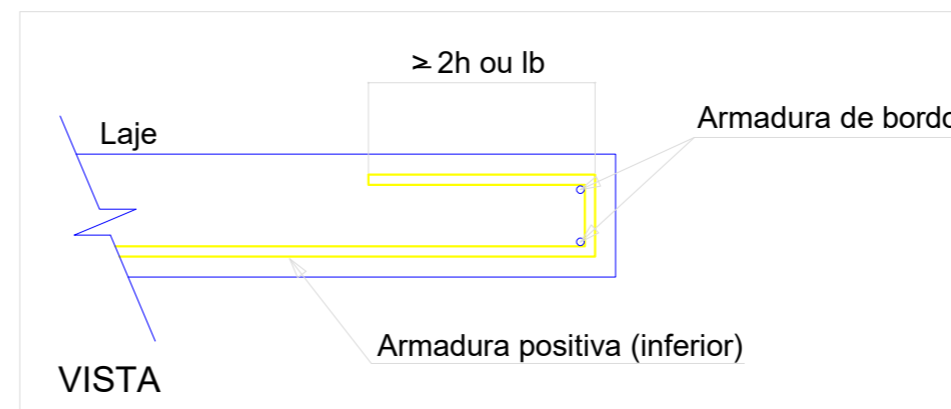 ≥ 2h ou lb
Armadura de bordo
Laje
Armadura positiva (inferior)
VISTA